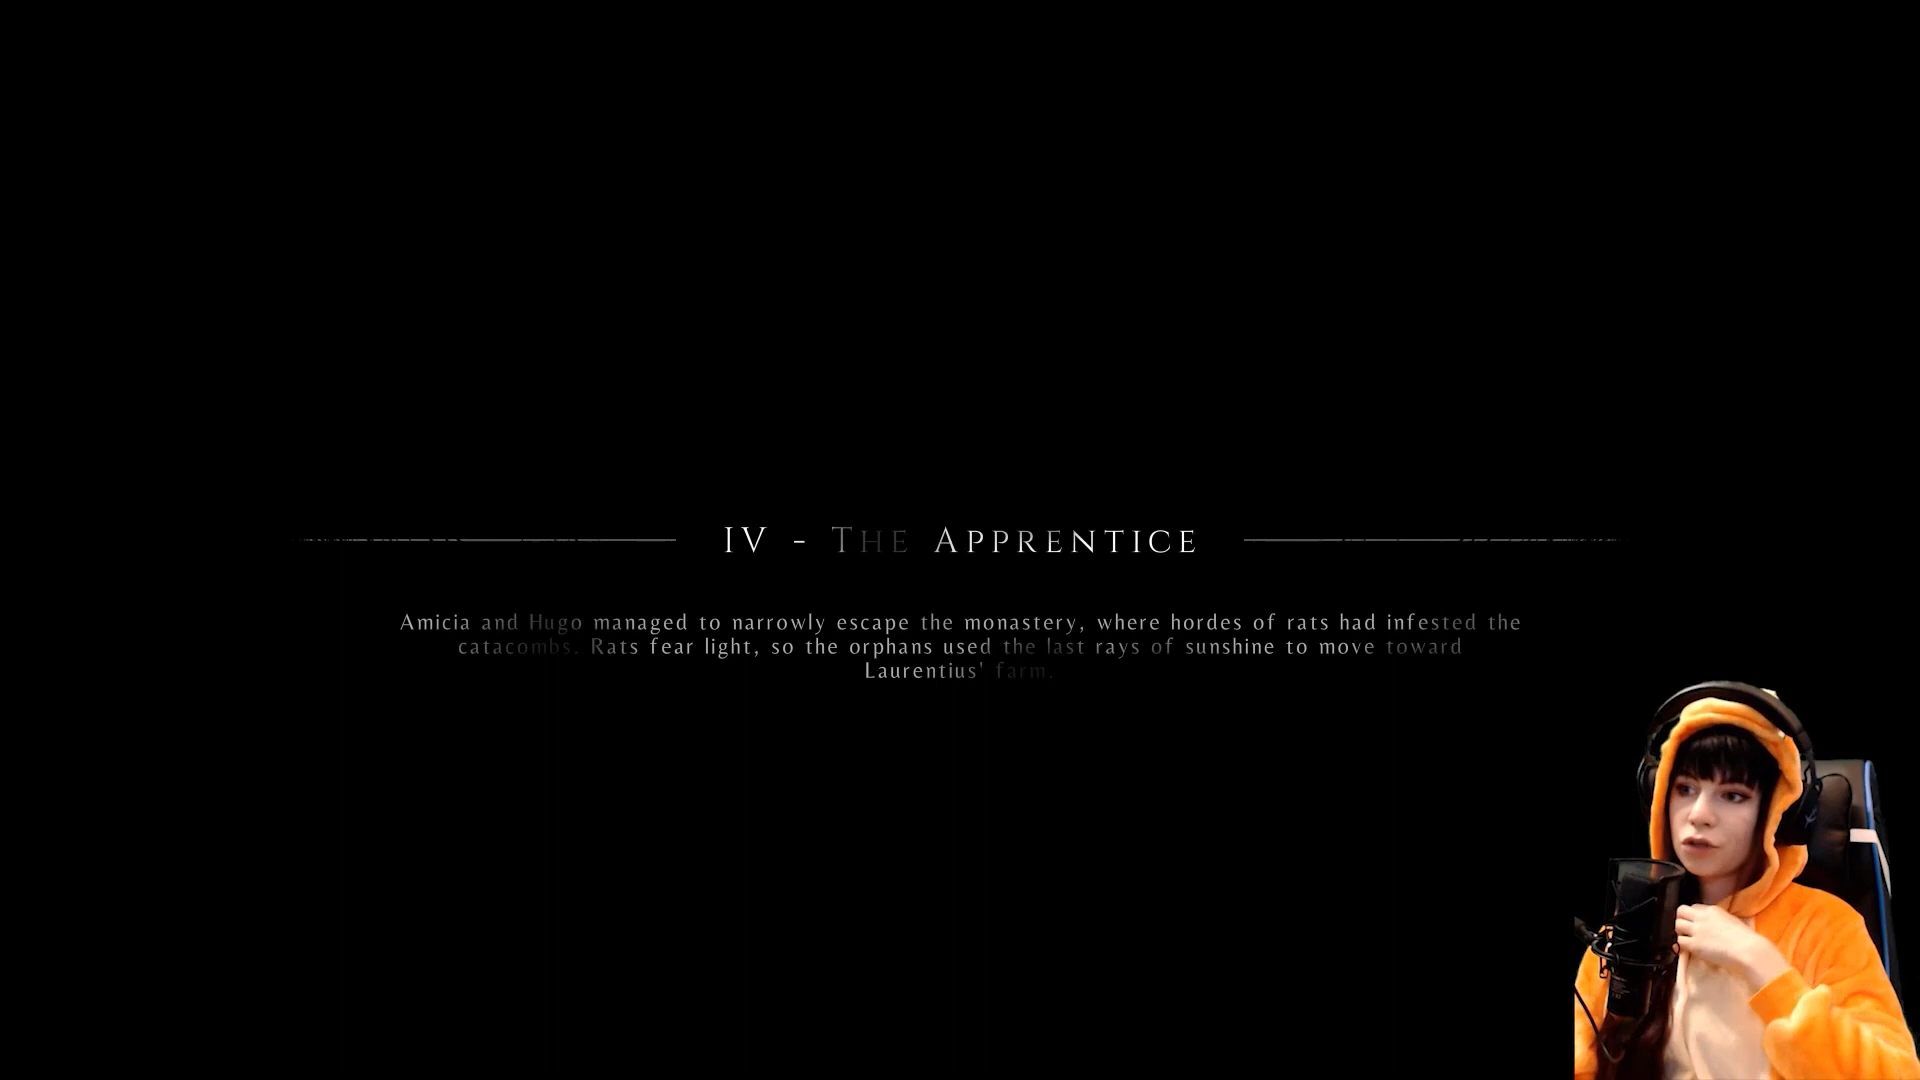 IV - The Apprentice
Amicia and Hugo managed to narrowly escape the monastery, where hordes of rats had infested the
catacombs. Rats fear light, so the orphans used the last rays of sunshine to move toward
Laurentius' farm.